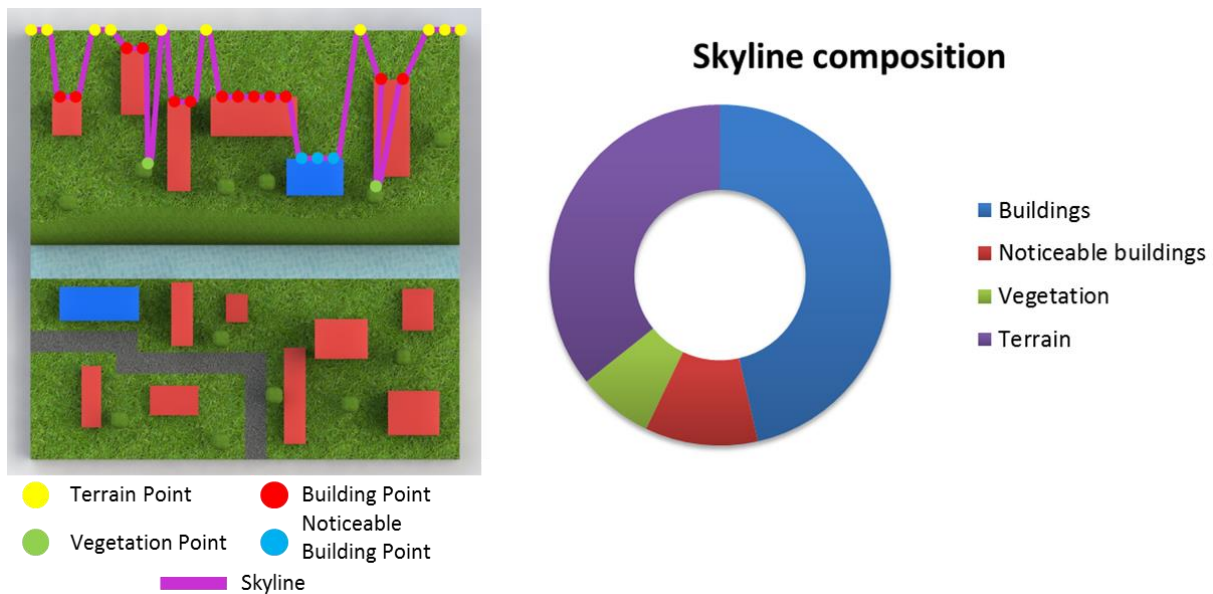 Skyline composition
Buildings
Noticeable buildings
Vegetation
Terrain
Terrain Point
Building Point
Vegetation Point
Noticeable
Building Point
Skyline